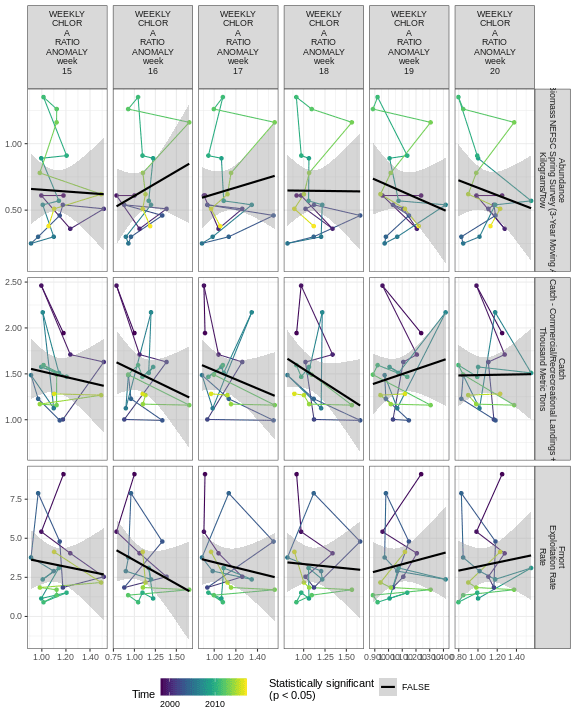 WEEKLY CHLOR A RATIO ANOMALY week 15
WEEKLY CHLOR A RATIO ANOMALY week 16
WEEKLY CHLOR A RATIO ANOMALY week 17
WEEKLY CHLOR A RATIO ANOMALY week 18
WEEKLY CHLOR A RATIO ANOMALY week 19
WEEKLY CHLOR A RATIO ANOMALY week 20
1.00
0.50
Abundance
Biomass NEFSC Spring Survey (3-Year Moving
Kilograms/Tow
2.50
2.00
1.50
1.00
Catch
Catch - Commercial/Recreational Landings +
Thousand Metric Tons
7.5
5.0
2.5
0.0
Fmort
Exploitation Rate
Rate
1.00 1.20 1.40
0.75 1.00 1.25 1.50
1.00 1.20 1.40
1.00 1.25 1.50
0.80 1.00 1.20 1.40
Time
2000 2010
Statistically significant
(p < 0.05)
FALSE